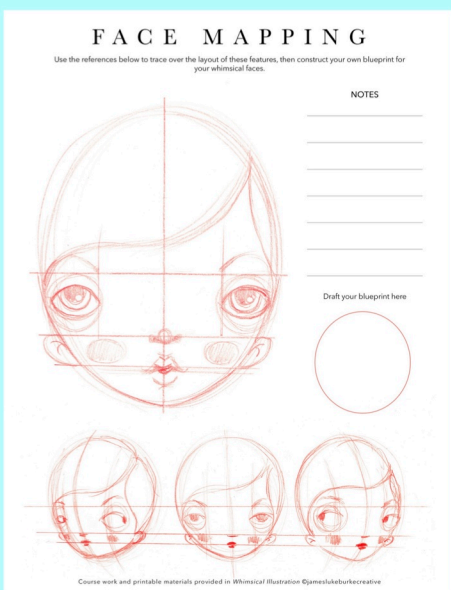 FACE MAPPING
Use the references below to trace over the layout of these features, then construct your own blueprint for
your whimsical faces.
NOTES
Draft your blueprint here
Course work and printable materials provided in Whimsical Illustration ©jameslukeburkecreative